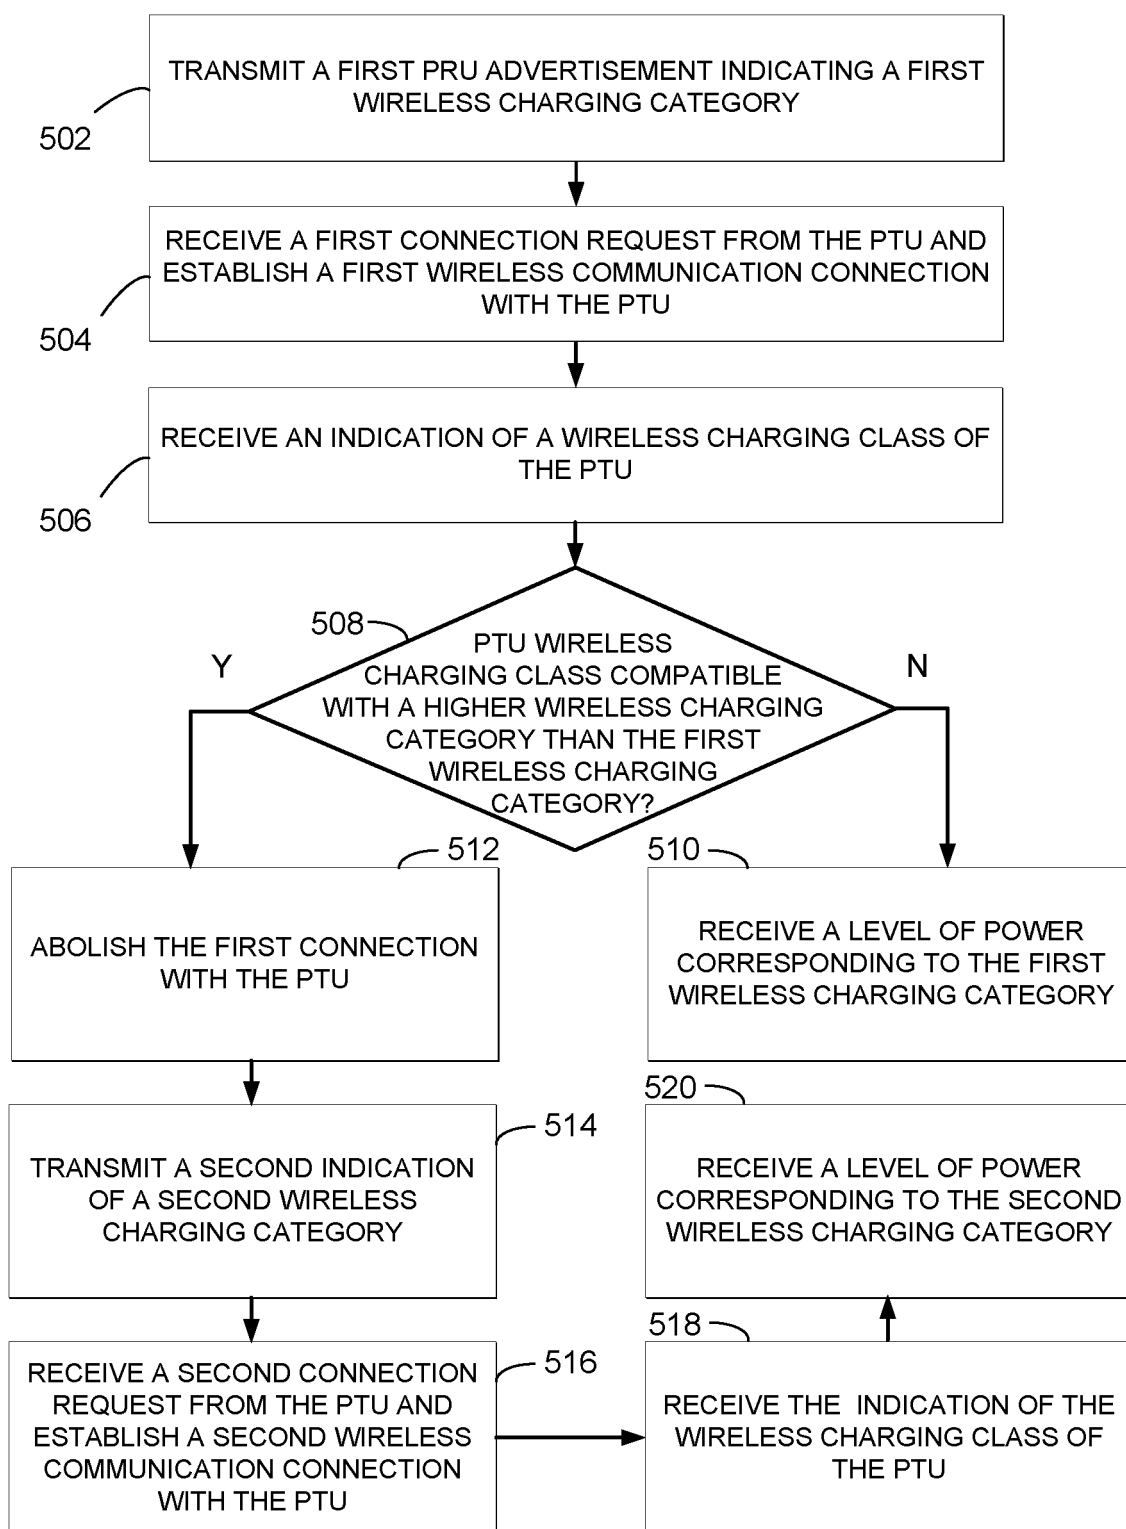 TRANSMIT A FIRST PRU ADVERTISEMENT INDICATING A FIRST
WIRELESS CHARGING CATEGORY
502
RECEIVE A FIRST CONNECTION REQUEST FROM THE PTU AND
ESTABLISH A FIRST WIRELESS COMMUNICATION CONNECTION
WITH THE PTU
504
RECEIVE AN INDICATION OF A WIRELESS CHARGING CLASS OF
THE PTU
506
508
PTU WIRELESS
CHARGING CLASS COMPATIBLE
WITH A HIGHER WIRELESS CHARGING
CATEGORY THAN THE FIRST
WIRELESS CHARGING
CATEGORY?
Y
N
512
ABOLISH THE FIRST CONNECTION
WITH THE PTU
510
RECEIVE A LEVEL OF POWER
CORRESPONDING TO THE FIRST
WIRELESS CHARGING CATEGORY
514
TRANSMIT A SECOND INDICATION
OF A SECOND WIRELESS
CHARGING CATEGORY
520
RECEIVE A LEVEL OF POWER
CORRESPONDING TO THE SECOND
WIRELESS CHARGING CATEGORY
516
RECEIVE A SECOND CONNECTION
REQUEST FROM THE PTU AND
ESTABLISH A SECOND WIRELESS
COMMUNICATION CONNECTION
WITH THE PTU
518
RECEIVE THE  INDICATION OF THE
WIRELESS CHARGING CLASS OF
THE PTU